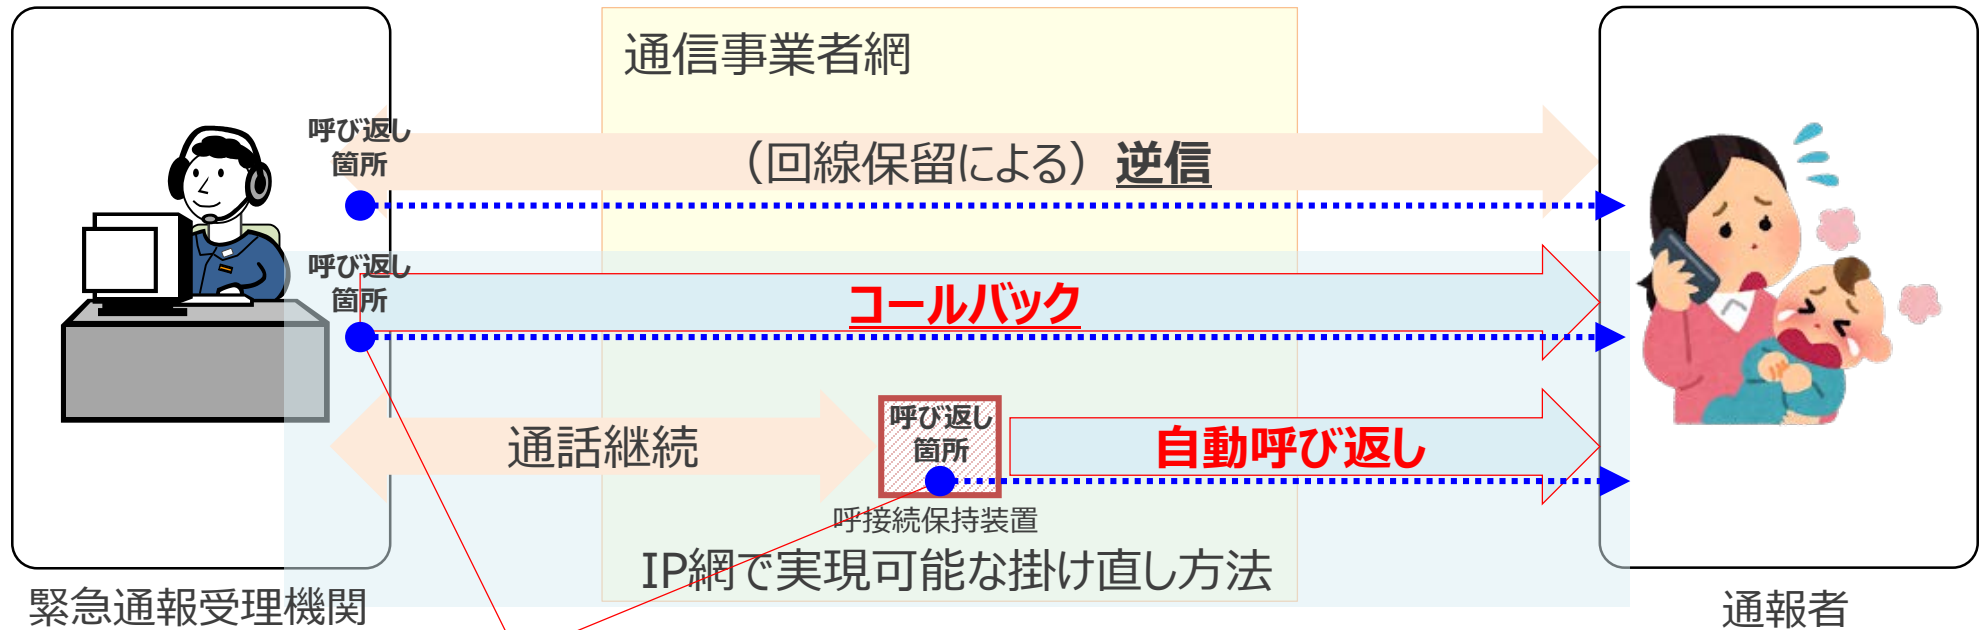 通信事業者網
呼び返し
箇所
（回線保留による）逆信
呼び返し
箇所
コールバック
通話継続
呼び返し
箇所
自動呼び返し
呼接続保持装置
IP網で実現可能な掛け直し方法
緊急通報受理機関
通報者